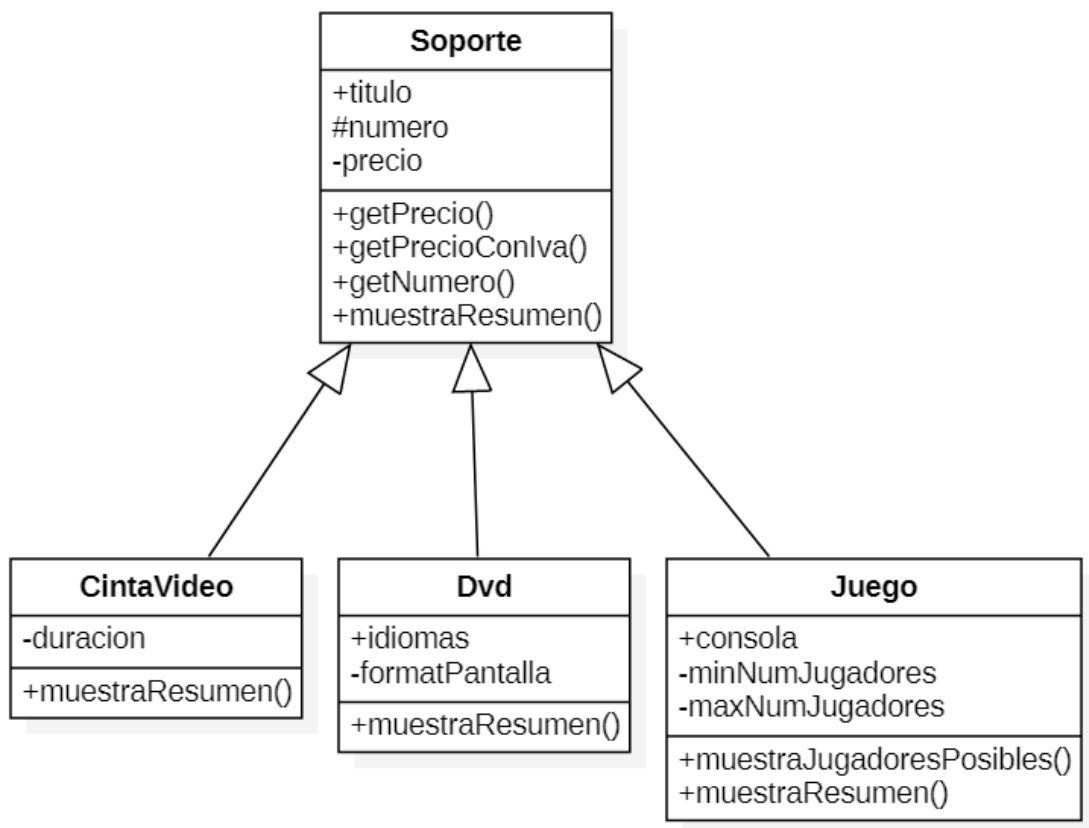 Soporte
+titulo
#numero
-precio
+getPrecio()
+getPrecioConIva()
+getNumero()
+muestraResumen()
CintaVideo
-duracion
+muestraResumen()
Dvd
+idiomas
-formatPantalla
+muestraResumen()
Juego
+consola
-minNumJugadores
-maxNumJugadores
+muestraJugadoresPosibles()
+muestraResumen()